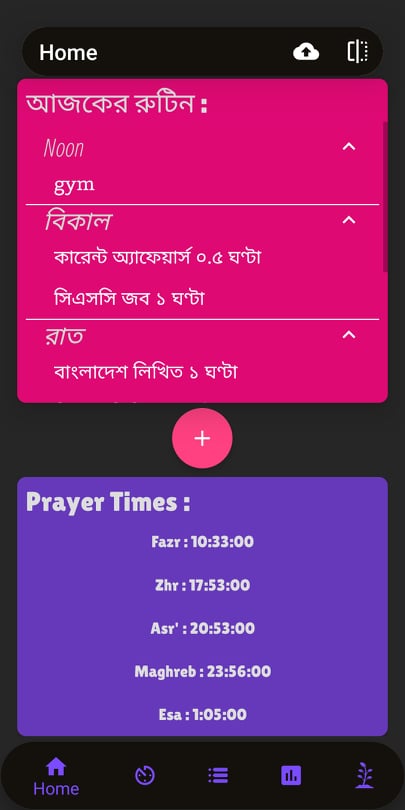 Home
আজকের রুটিন :
Noon
gym
বিকাল
কারেন্ট অ্যাফেয়ার্স ০.৫ ঘণ্টা
সিএসসি জব ১ ঘণ্টা
রাত
বাংলাদেশ লিখিত ১ ঘণ্টা
Prayer Times :
Fazr : 10:33:00
Zhr : 17:53:00
Asr' : 20:53:00
Maghreb : 23:56:00
Esa : 1:05:00
Home